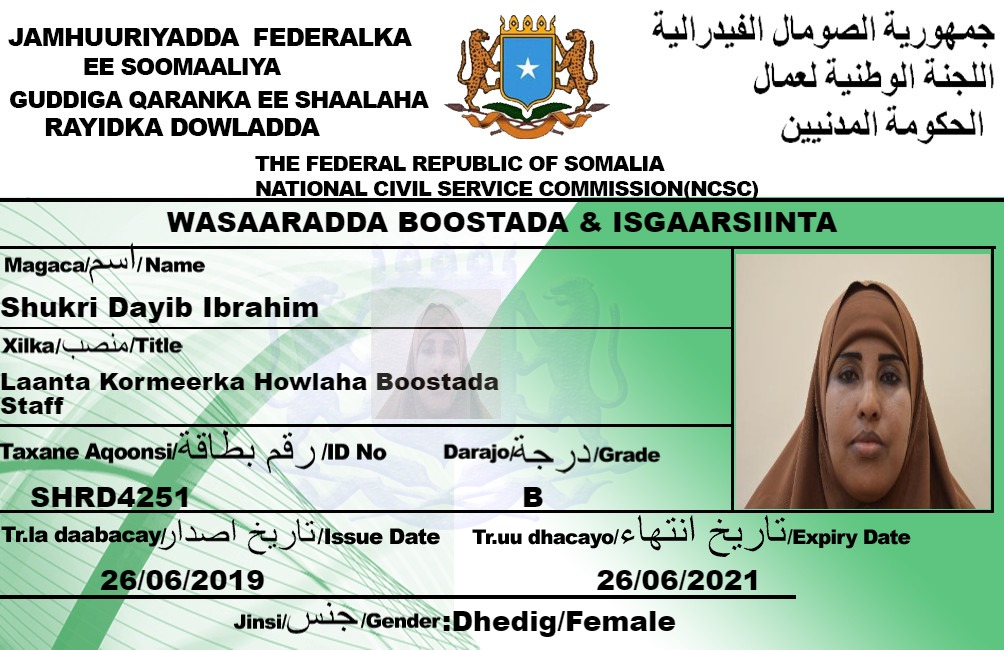 JAMHUURIYADDA FEDERALKA
EE SOOMAALIYA
GUDDIGA QARANKA EE SHAALAHA
RAYIDKA DOWLADDA
جمهورية الصومال الفيدرالية
اللجنة الوطنية لعمال
الحكومة المدنيين
THE FEDERAL REPUBLIC OF SOMALIA
NATIONAL CIVIL SERVICE COMMISSION(NCSC)
WASAARADDA BOOSTADA & ISGAARSIINTA
Magaca/اسم/Name
Shukri Dayib Ibrahim
Xilka/منصب/Title
Laanta Kormeerka Howlaha Boostada
Staff
Taxane Aqoonsi/رقم بطاقة/ID No Darajo/درجة/Grade
SHRD4251 B
Tr.la daabacay/تاريخ اصدار/Issue Date Tr.uu dhacayo/تاريخ انتهاء/Expiry Date
26/06/2019 26/06/2021
Jinsi/جنس/Gender:Dhedig/Female